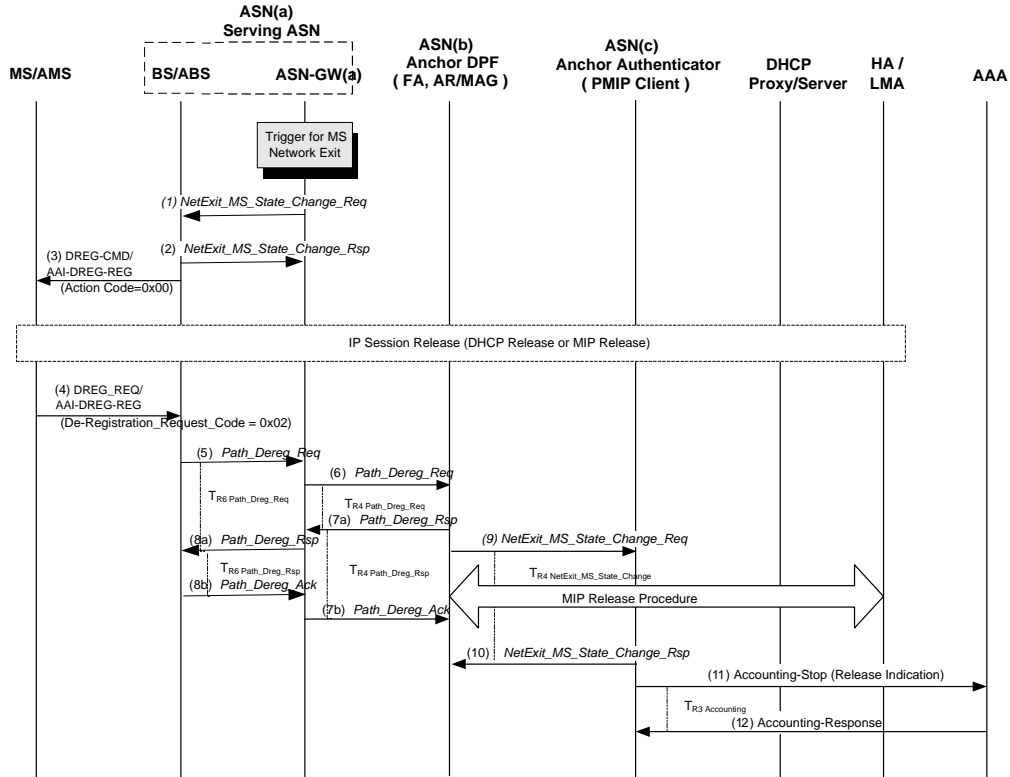 ASN(a)
Serving ASN
ASN(b)
Anchor DPF
( FA, AR/MAG )
ASN(c)
Anchor Authenticator
( PMIP Client )
DHCP
Proxy/Server
HA /
LMA
AAA
MS/AMS
BS/ABS
ASN-GW(a)
Trigger for MS
Network Exit
(1) NetExit_MS_State_Change_Req
(2) NetExit_MS_State_Change_Rsp
(3) DREG-CMD/
AAI-DREG-REG
(Action Code=0x00)
IP Session Release (DHCP Release or MIP Release)
(4) DREG_REQ/
AAI-DREG-REG
(De-Registration_Request_Code = 0x02)
(5) Path_Dereg_Req
(6) Path_Dereg_Req
TR6 Path_Dreg_Req
TR4 Path_Dreg_Req
(7a) Path_Dereg_Rsp
(8a) Path_Dereg_Rsp
(9) NetExit_MS_State_Change_Req
TR6 Path_Dreg_Rsp
TR4 Path_Dreg_Rsp
TR4 NetExit_MS_State_Change
(8b) Path_Dereg_Ack
MIP Release Procedure
(7b) Path_Dereg_Ack
(10) NetExit_MS_State_Change_Rsp
(11) Accounting-Stop (Release Indication)
TR3 Accounting
(12) Accounting-Response